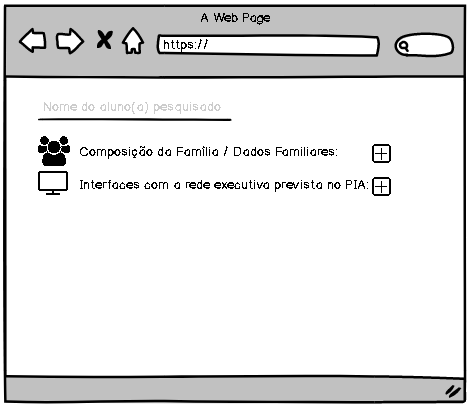 A Web Page
https://
Nome do aluno(a) pesquisado
Composição da Família / Dados Familiares:
Interfaces com a rede executiva prevista no PIA: